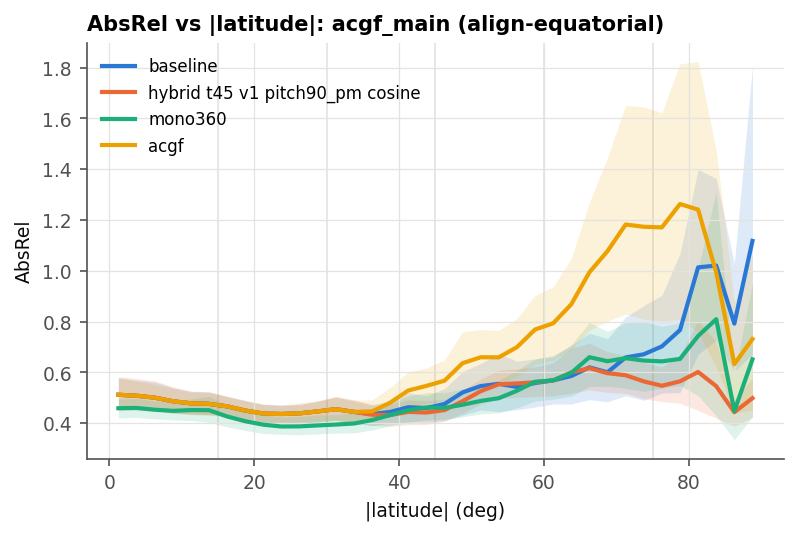 AbsRel vs |latitude|: acgf_main (align-equatorial)
baseline
hybrid t45 v1 pitch90_pm cosine
mono360
acgf
AbsRel
1.8
1.6
1.4
1.2
1.0
0.8
0.6
0.4
0 20 40 60 80
|latitude| (deg)